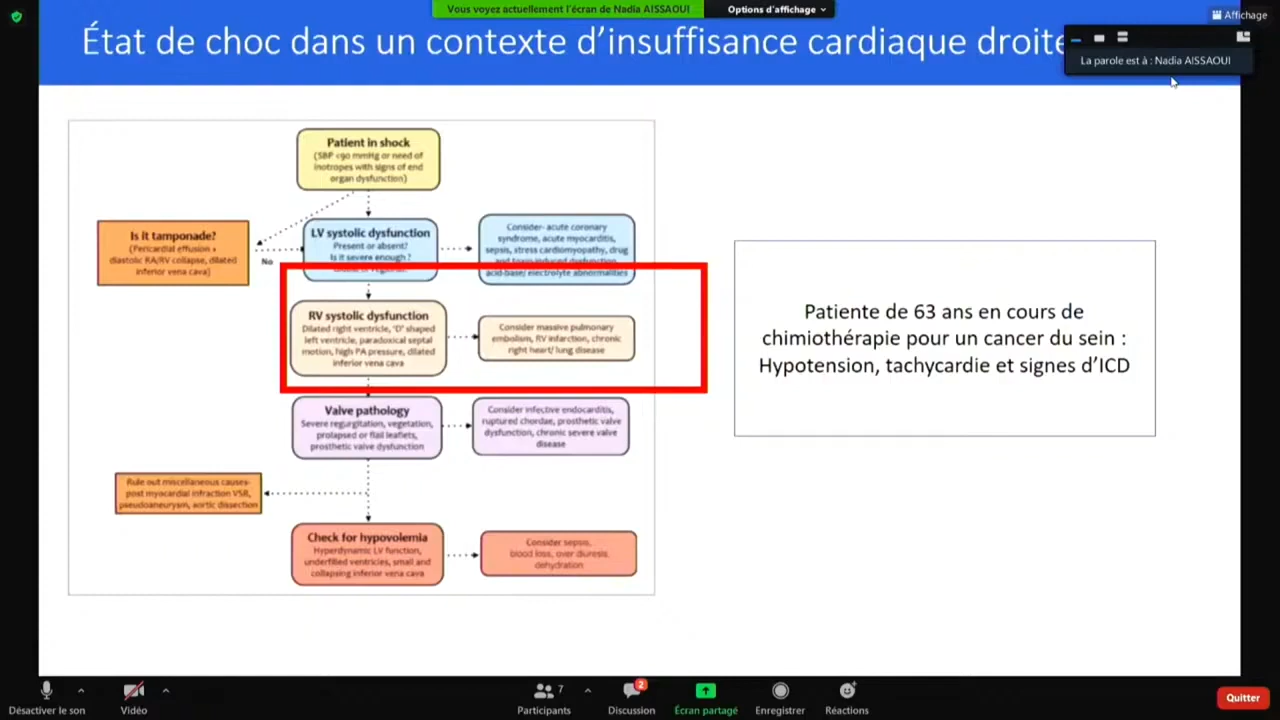 Vous voyez actuellement l'écran de Nadia AISSAOUI
Options d'affichage
Affichage
État de choc dans un contexte d'insuffisance cardiaque droite
La parole est à : Nadia AISSAOUI
Patient in shock
(SBP <90 mmHg or need of
inotropes with signs of end
organ dysfunction)
Is it tamponade?
(Pericardial effusion +
diastolic RA/RV collapse, dilated
inferior vena cava)
No
LV systolic dysfunction
Present or absent?
Is it severe enough?
Consider- acute coronary
syndrome, acute myocarditis,
sepsis, stress cardiomyopathy, drug
and toxin induced dysfunction
acid-base/ electrolyte abnormalities
RV systolic dysfunction
Dilated right ventricle, 'D' shaped
left ventricle, paradoxical septal
motion, high PA pressure, dilated
inferior vena cava
Consider massive pulmonary
embolism, RV infarction, chronic
right heart/ lung disease
Patiente de 63 ans en cours de
chimiothérapie pour un cancer du sein :
Hypotension, tachycardie et signes d'ICD
Valve pathology
Severe regurgitation, vegetation,
prolapsed or flail leaflets,
prosthetic valve dysfunction
Consider infective endocarditis,
ruptured chordae, prosthetic valve
dysfunction, chronic severe valve
disease
Rule out miscellaneous causes-
post myocardial infraction VSR,
pseudoaneurysm, aortic dissection
Check for hypovolemia
Hyperdynamic LV function,
underfilled ventricles, small and
collapsing inferior vena cava
Consider sepsis,
blood loss, over diuresis,
dehydration
Désactiver le son
Vidéo
7
Participants
2
Discussion
Écran partagé
Enregistrer
Réactions
Quitter